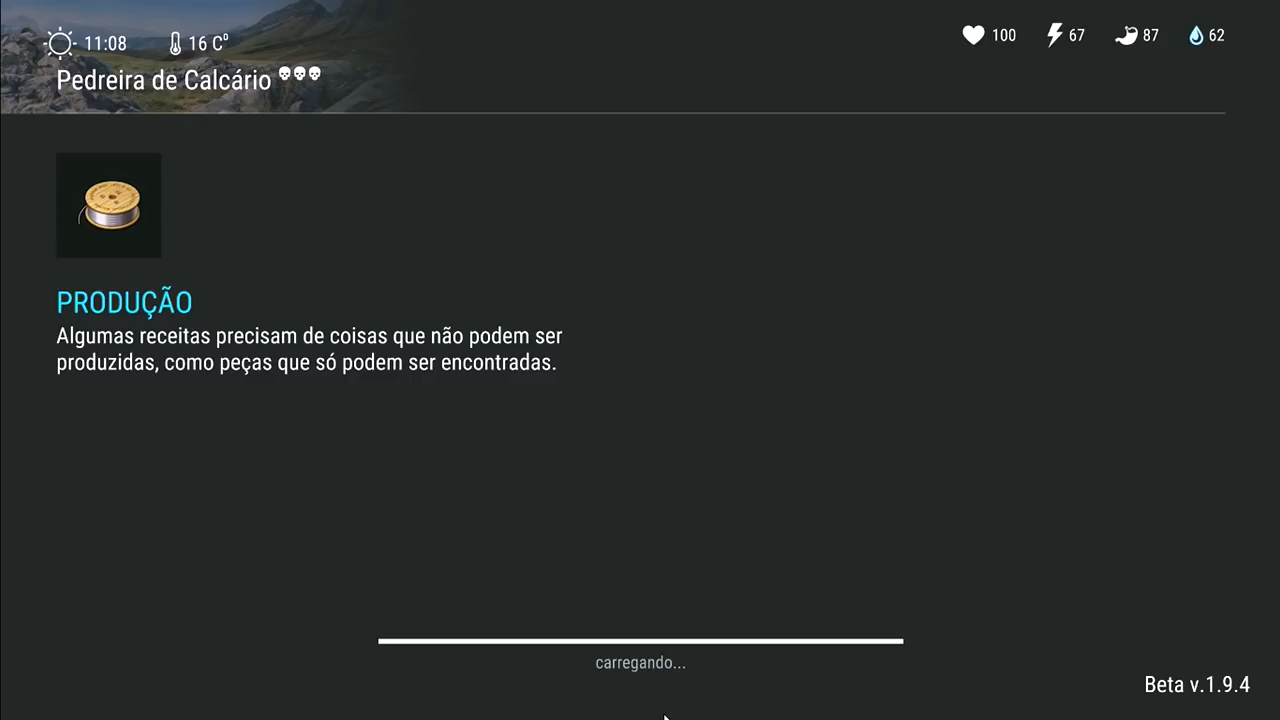 11:08
16 C⁰
100
67
87
62
Pedreira de Calcário
PRODUÇÃO
Algumas receitas precisam de coisas que não podem ser
produzidas, como peças que só podem ser encontradas.
carregando...
Beta v.1.9.4